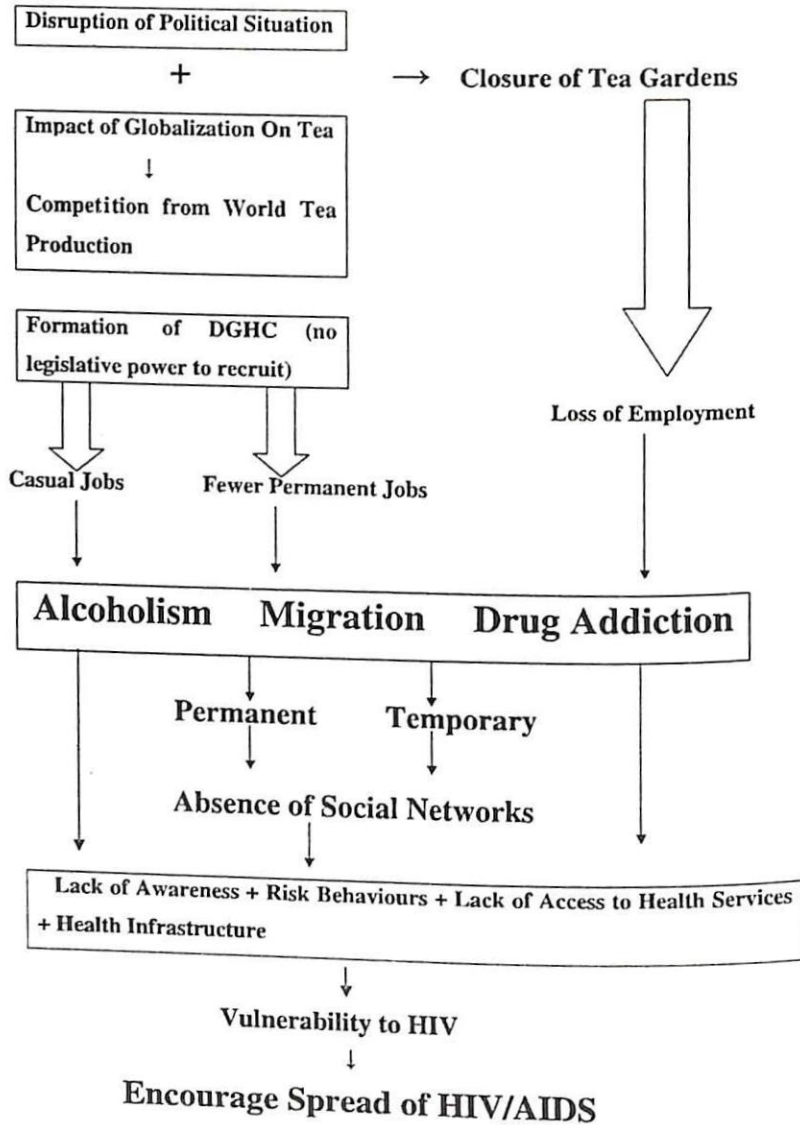 Disruption of Political Situation
+
→ Closure of Tea Gardens
Impact of Globalization On Tea
↓
Competition from World Tea
Production
Formation of DGHC (no
legislative power to recruit)
Loss of Employment
Casual Jobs
Fewer Permanent Jobs
Alcoholism Migration Drug Addiction
Permanent
Temporary
Absence of Social Networks
Lack of Awareness + Risk Behaviours + Lack of Access to Health Services
+ Health Infrastructure
Vulnerability to HIV
↓
Encourage Spread of HIV/AIDS